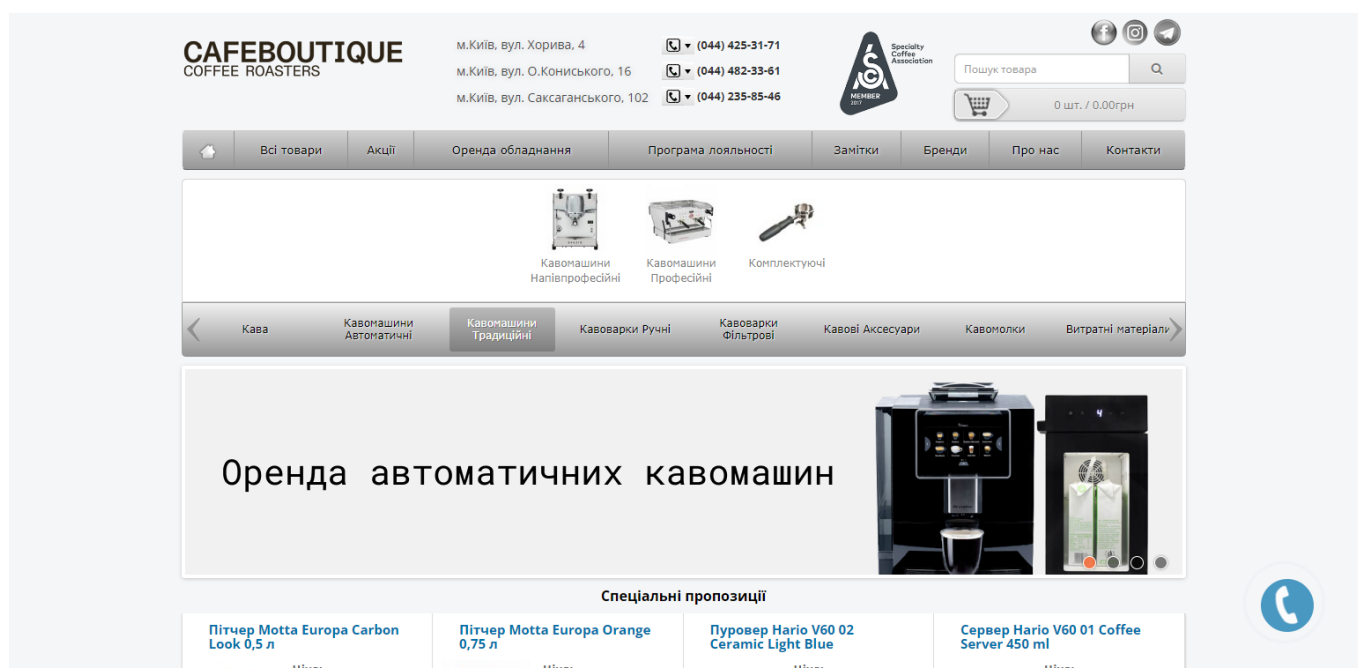 CAFEBOUTIQUE
COFFEE ROASTERS
м.Київ, вул. Хорива, 4
(044) 425-31-71
м.Київ, вул. О.Кониського, 16
(044) 482-33-61
м.Київ, вул. Саксаганського, 102
(044) 235-85-46
Specialty
Coffee
Association
MEMBER
2017
Пошук товара
0 шт. / 0.00грн
Всі товари
Акції
Оренда обладнання
Програма лояльності
Замітки
Бренди
Про нас
Контакти
Кавомашини
Напівпрофесійні
Кавомашини
Професійні
Комплектуючі
Кава
Кавомашини
Автоматичні
Кавомашини
Традиційні
Кавоварки Ручні
Кавоварки
Фільтрові
Кавові Аксесуари
Кавомолки
Витратні матеріали
Оренда автоматичних кавомашин
Спеціальні пропозиції
Пітчер Motta Europa Carbon
Look 0,5 л
Пітчер Motta Europa Orange
0,75 л
Пуровер Hario V60 02
Ceramic Light Blue
Сервер Hario V60 01 Coffee
Server 450 ml